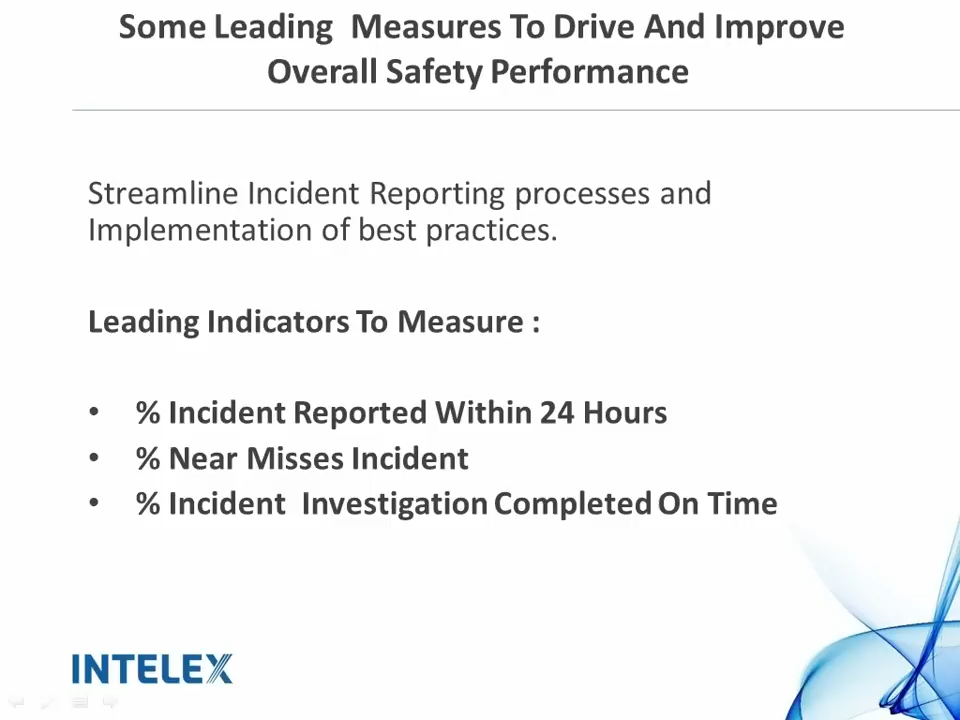 Some Leading  Measures To Drive And Improve
Overall Safety Performance
Streamline Incident Reporting processes and
Implementation of best practices.
Leading Indicators To Measure :
• % Incident Reported Within 24 Hours
• % Near Misses Incident
• % Incident  Investigation Completed On Time
INTELEX